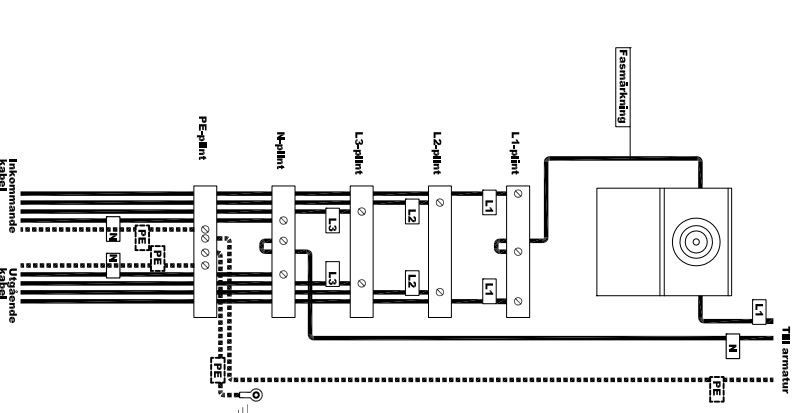 Fasmärkning
PE-plint
N-plint
L3-plint
L2-plint
L1-plint
Inkommande
kabel
Utgående
kabel
L1
L2
L3
N
PE
PE
N
L3
L2
L1
PE
L1
N
PE
Till armatur